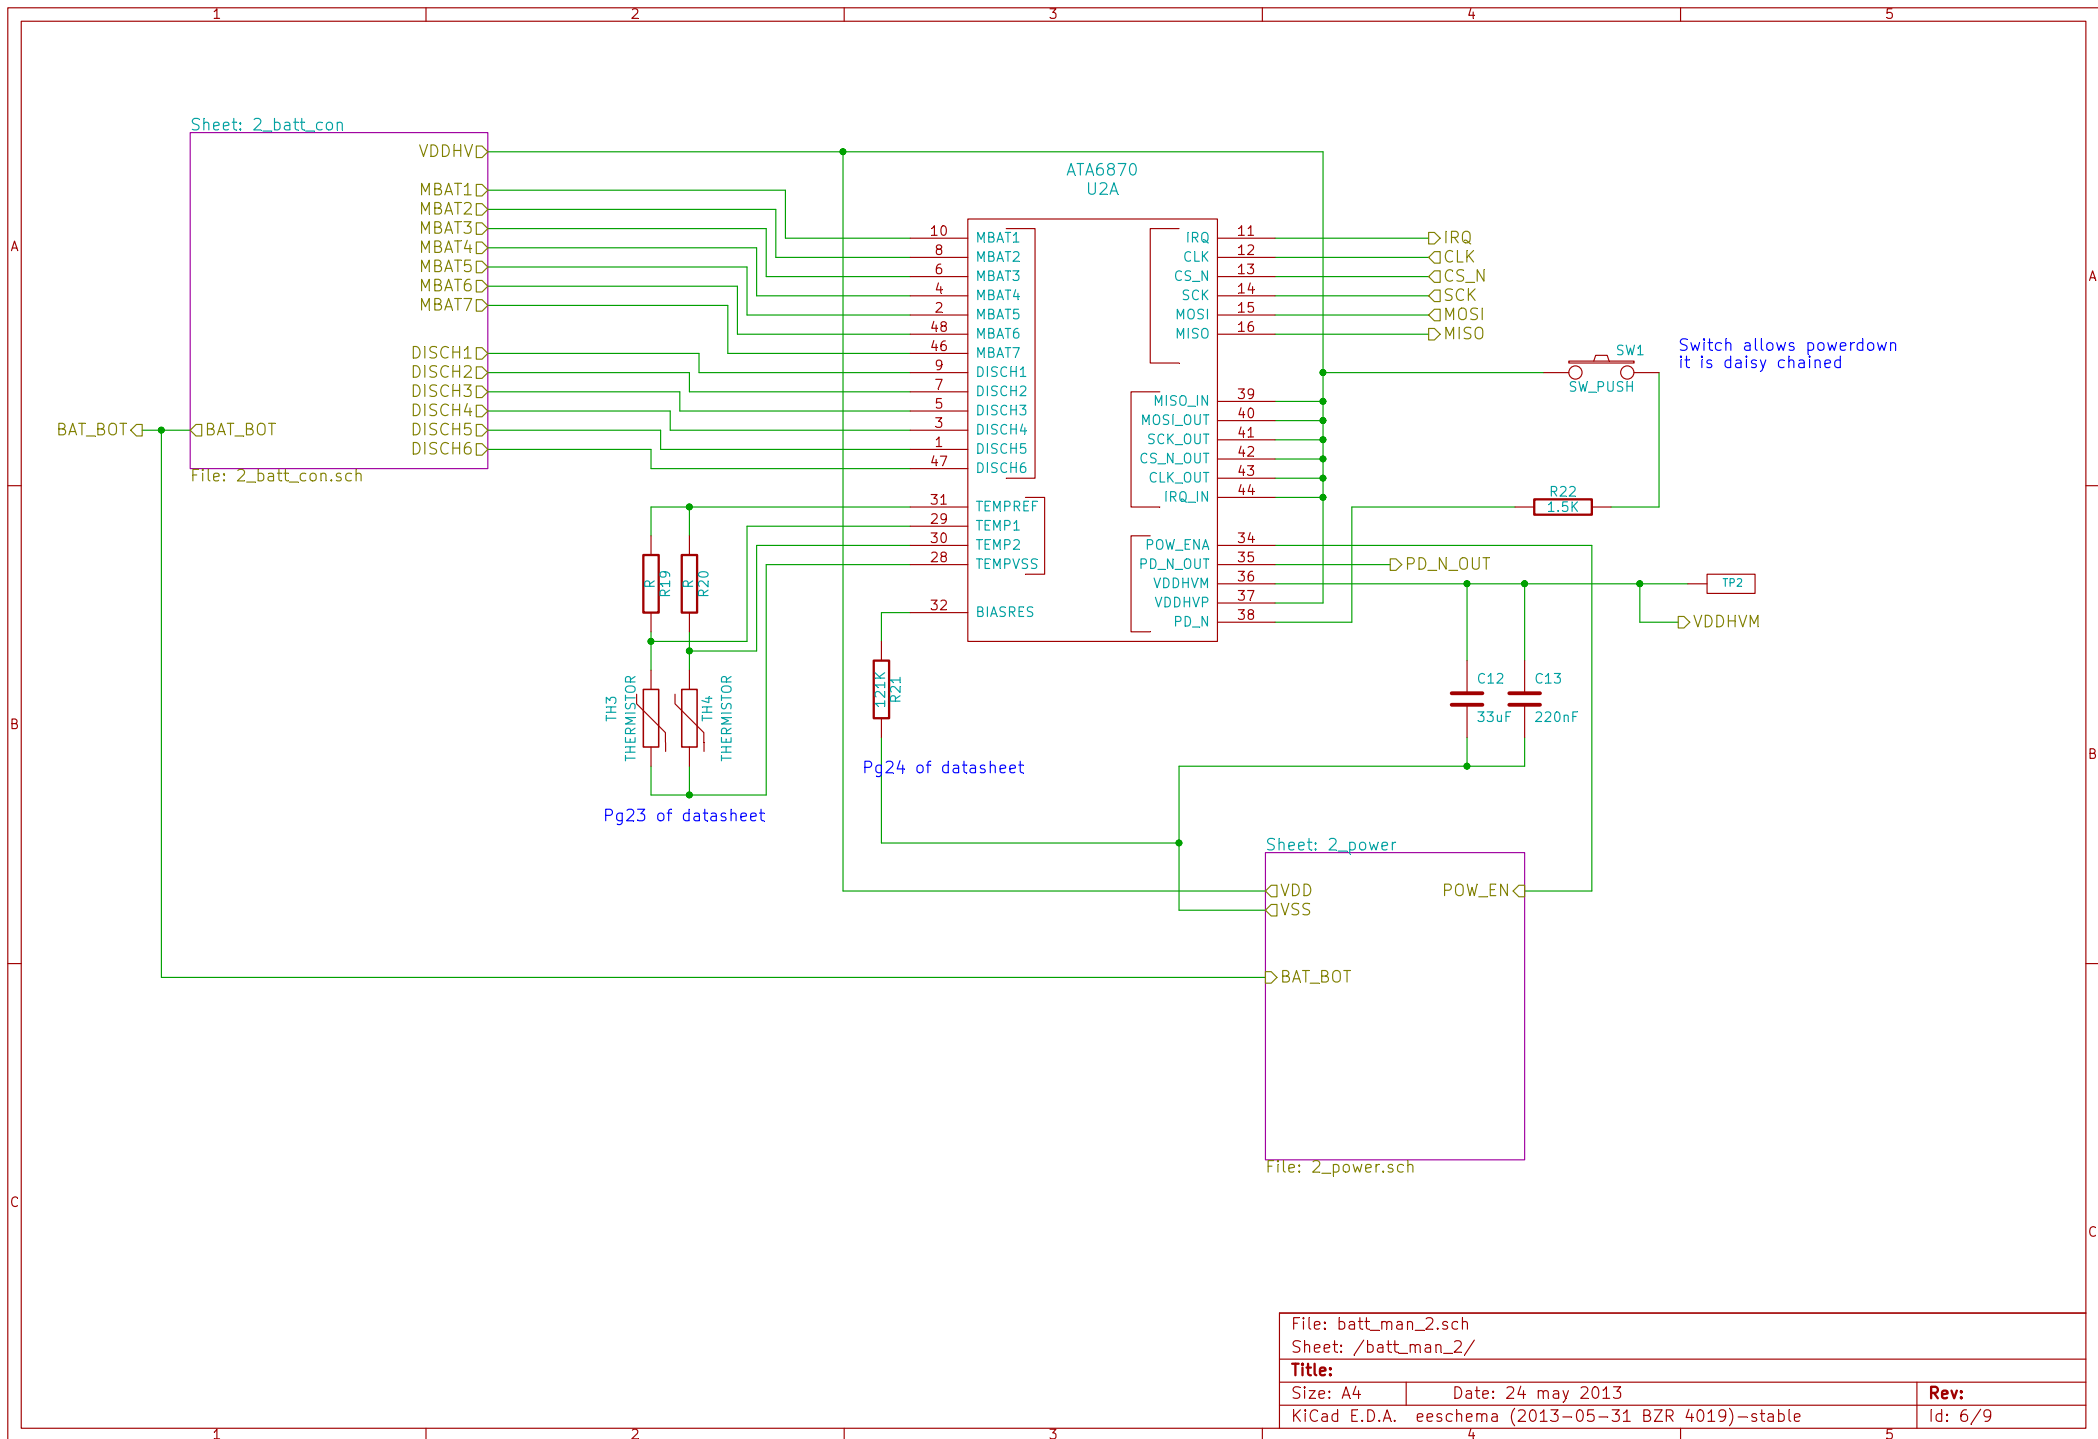 1 2 3 4 5
Sheet: 2_batt_con
VDDHV
MBAT1
MBAT2
MBAT3
MBAT4
MBAT5
MBAT6
MBAT7
DISCH1
DISCH2
DISCH3
DISCH4
DISCH5
DISCH6
BAT_BOT
BAT_BOT
File: 2_batt_con.sch
ATA6870
U2A
10 MBAT1
8 MBAT2
6 MBAT3
4 MBAT4
2 MBAT5
48 MBAT6
46 MBAT7
9 DISCH1
7 DISCH2
5 DISCH3
3 DISCH4
1 DISCH5
47 DISCH6
31 TEMPREF
29 TEMP1
30 TEMP2
28 TEMPVSS
32 BIASRES
IRQ 11 IRQ
CLK 12 CLK
CS_N 13 CS_N
SCK 14 SCK
MOSI 15 MOSI
MISO 16 MISO
MISO_IN 39
MOSI_OUT 40
SCK_OUT 41
CS_N_OUT 42
CLK_OUT 43
IRQ_IN 44
POW_ENA 34
PD_N_OUT 35 PD_N_OUT
VDDHVM 36
VDDHVP 37
PD_N 38
Switch allows powerdown
it is daisy chained
SW1
SW_PUSH
R22
1.5K
TP2
VDDHVM
R
R19
R
R20
TH3
THERMISTOR
TH4
THERMISTOR
Pg23 of datasheet
121K
R21
Pg24 of datasheet
C12
33uF
C13
220nF
Sheet: 2_power
VDD
VSS
POW_EN
BAT_BOT
File: 2_power.sch
A
B
C
A
B
C
File: batt_man_2.sch
Sheet: /batt_man_2/
Title:
Size: A4 Date: 24 may 2013 Rev:
KiCad E.D.A. eeschema (2013-05-31 BZR 4019)-stable Id: 6/9
1 2 3 4 5